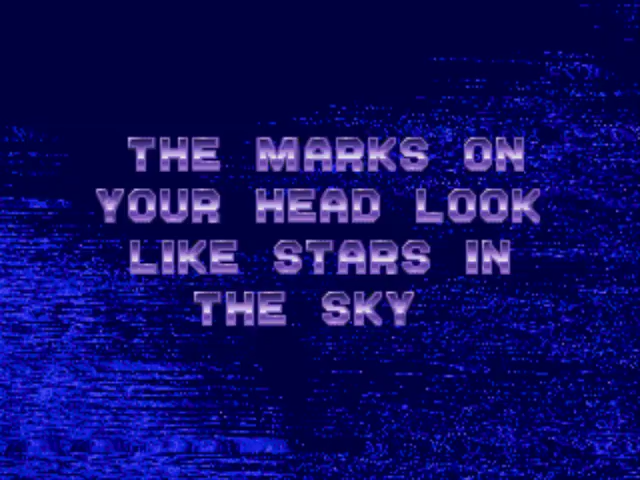 THE MARKS ON
YOUR HEAD LOOK
LIKE STARS IN
THE SKY